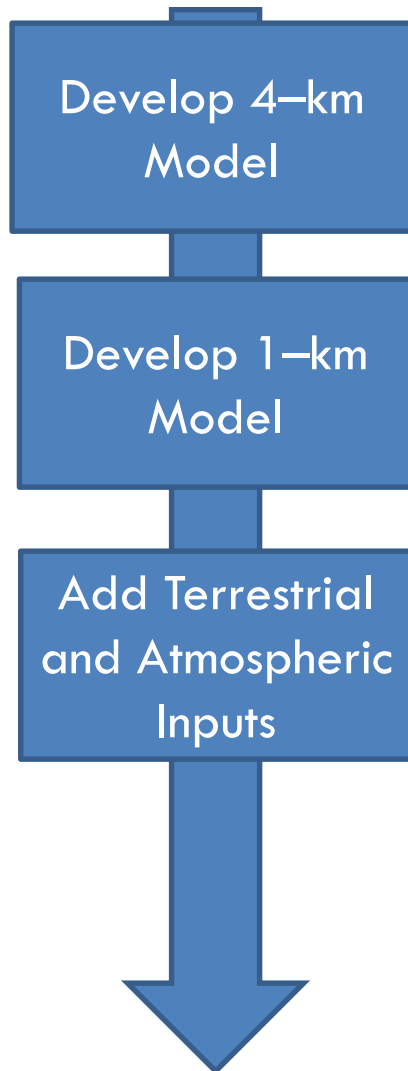 Develop 4–km
Model
Develop 1–km
Model
Add Terrestrial
and Atmospheric
Inputs